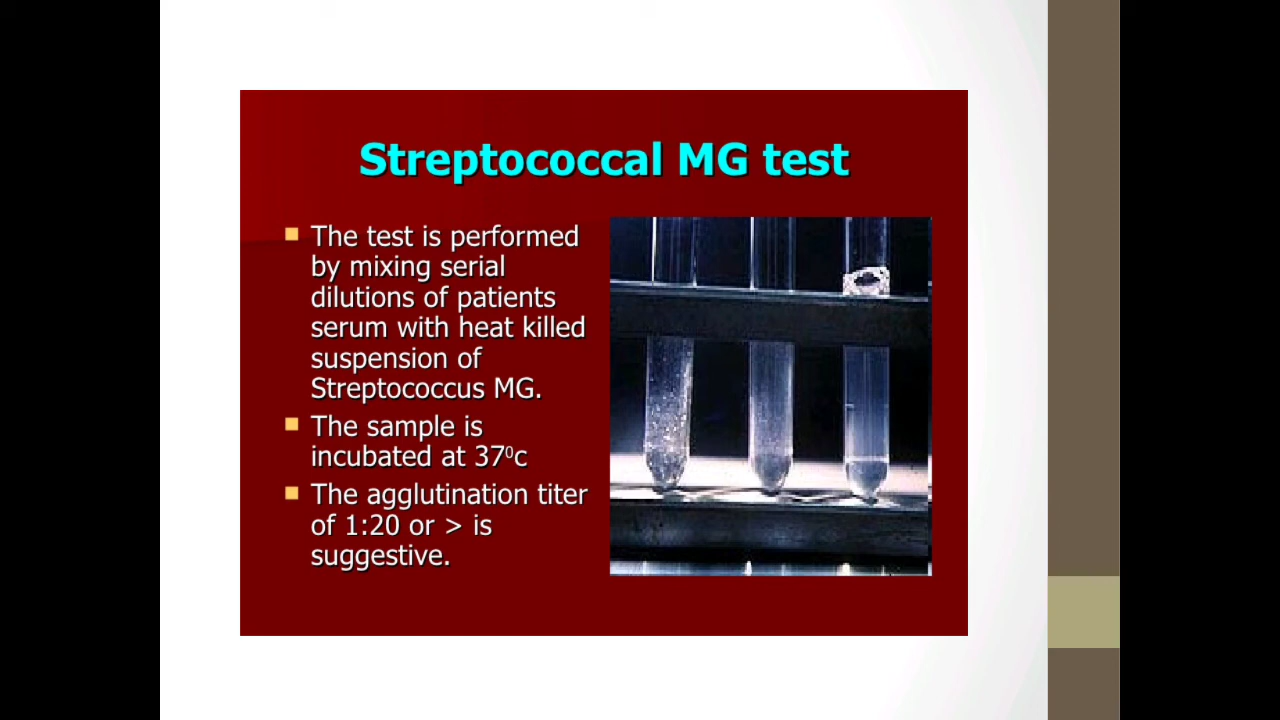 Streptococcal MG test
The test is performed
by mixing serial
dilutions of patients
serum with heat killed
suspension of
Streptococcus MG.
The sample is
incubated at 37⁰c
The agglutination titer
of 1:20 or > is
suggestive.